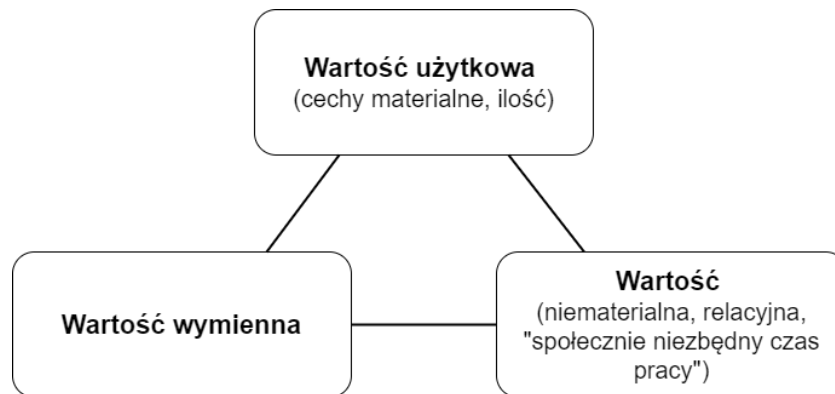 Wartość użytkowa
(cechy materialne, ilość)
Wartość wymienna
Wartość
(niematerialna, relacyjna,
"społecznie niezbędny czas
pracy")